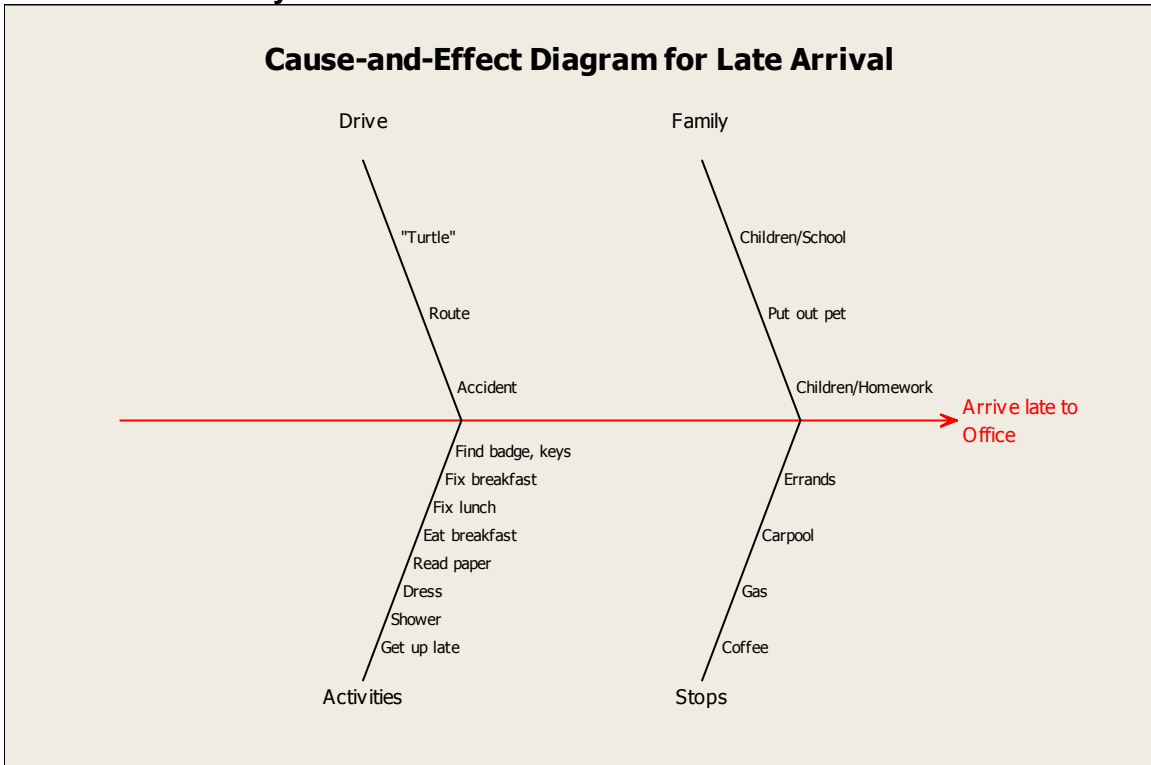 Cause-and-Effect Diagram for Late Arrival
Drive
Family
"Turtle"
Children/School
Route
Put out pet
Accident
Children/Homework
Arrive late to
Office
Find badge, keys
Fix breakfast
Errands
Fix lunch
Eat breakfast
Carpool
Read paper
Dress
Gas
Shower
Get up late
Coffee
Activities
Stops